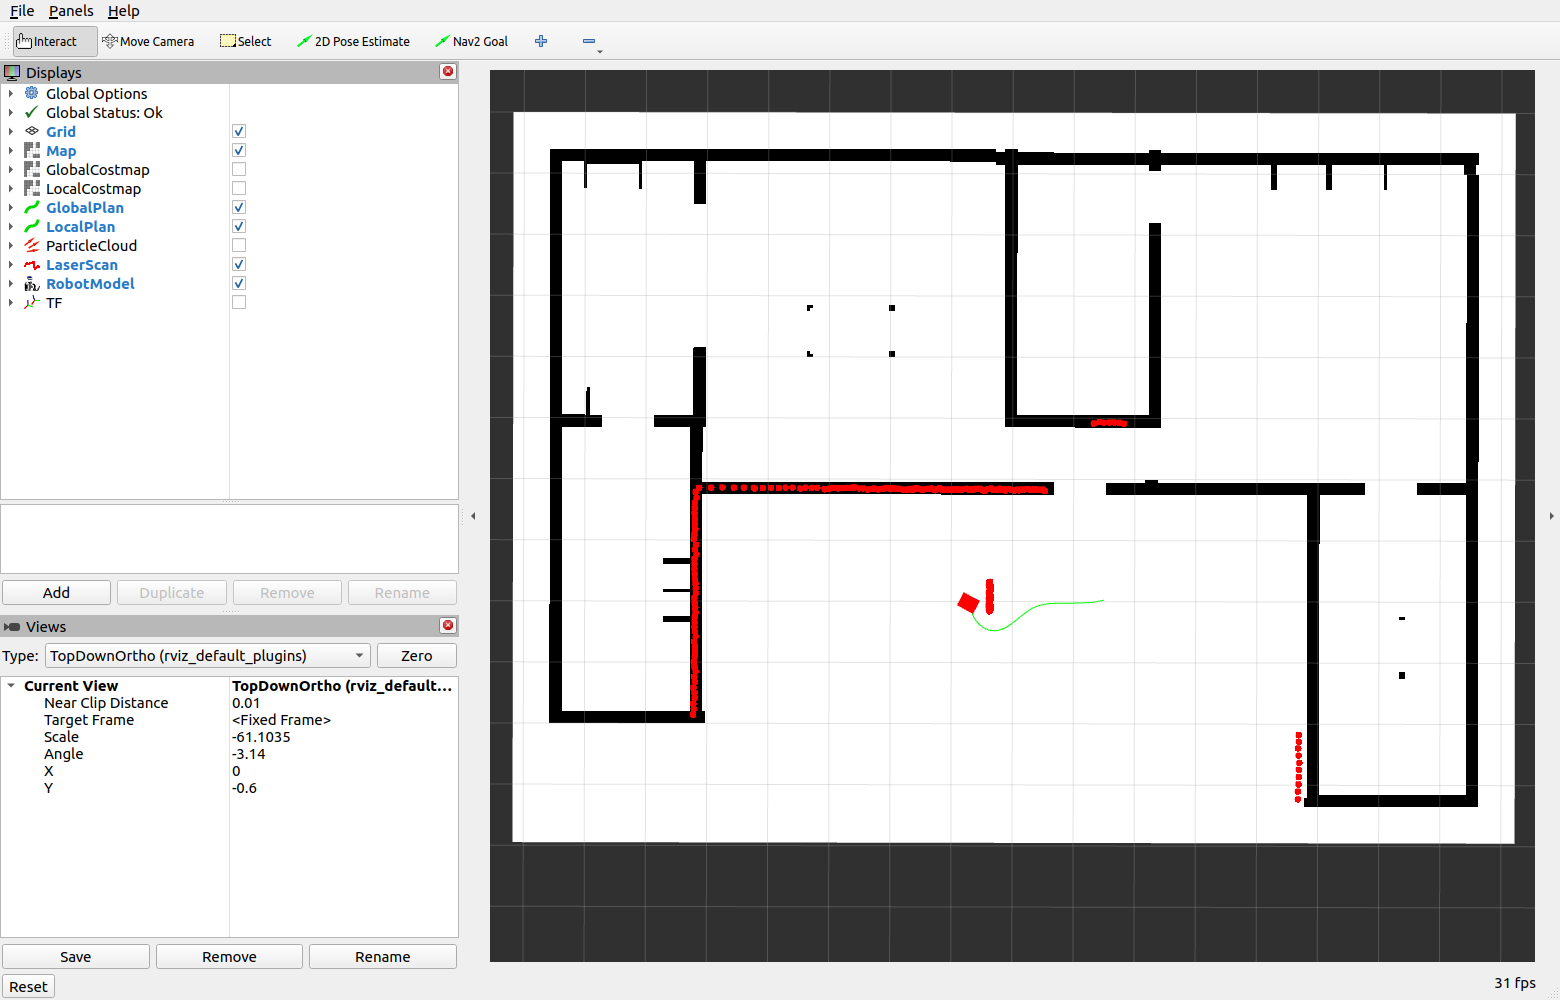 File Panels Help
Interact Move Camera Select 2D Pose Estimate Nav2 Goal
Displays
Global Options
Global Status: Ok
Grid
Map
GlobalCostmap
LocalCostmap
GlobalPlan
LocalPlan
ParticleCloud
LaserScan
RobotModel
TF
Add Duplicate Remove Rename
Views
Type: TopDownOrtho (rviz_default_plugins) Zero
Current View TopDownOrtho (rviz_default...
Near Clip Distance 0.01
Target Frame <Fixed Frame>
Scale -61.1035
Angle -3.14
X 0
Y -0.6
Save Remove Rename
Reset 31 fps